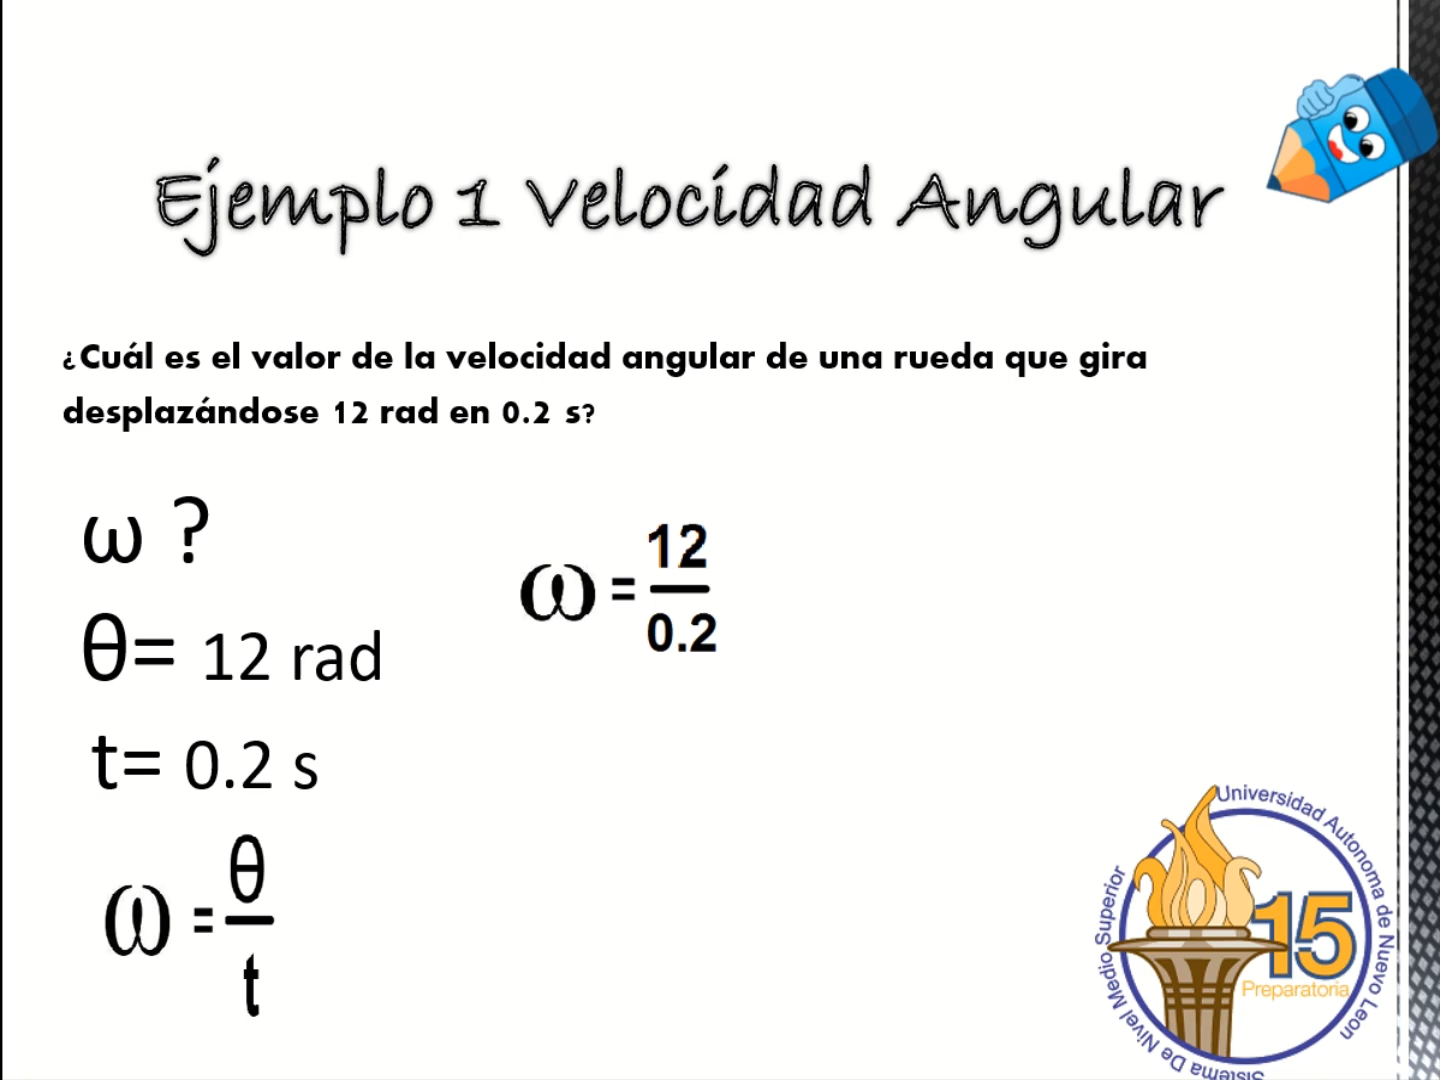 Ejemplo 1 Velocidad Angular
¿Cuál es el valor de la velocidad angular de una rueda que gira
desplazándose 12 rad en 0.2 s?
ω ?
θ= 12 rad
t= 0.2 s
ω = θ
t
ω = 12
0.2
Universidad Autonoma de Nuevo Leon
Sistema De Nivel Medio Superior
15
Preparatoria